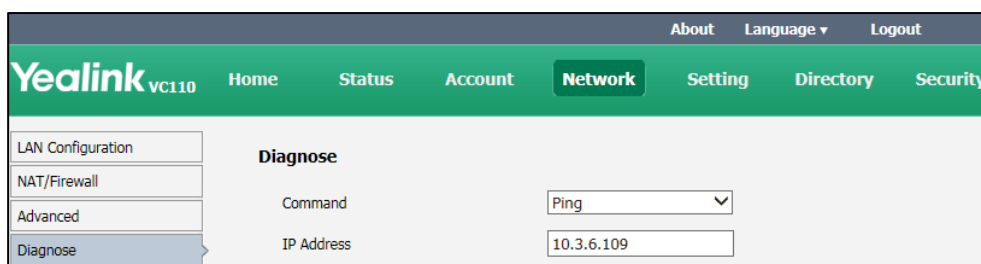 About Language ▾ Logout
Yealink VC110 Home Status Account Network Setting Directory Security
LAN Configuration
Diagnose
NAT/Firewall
Command Ping
Advanced
IP Address 10.3.6.109
Diagnose